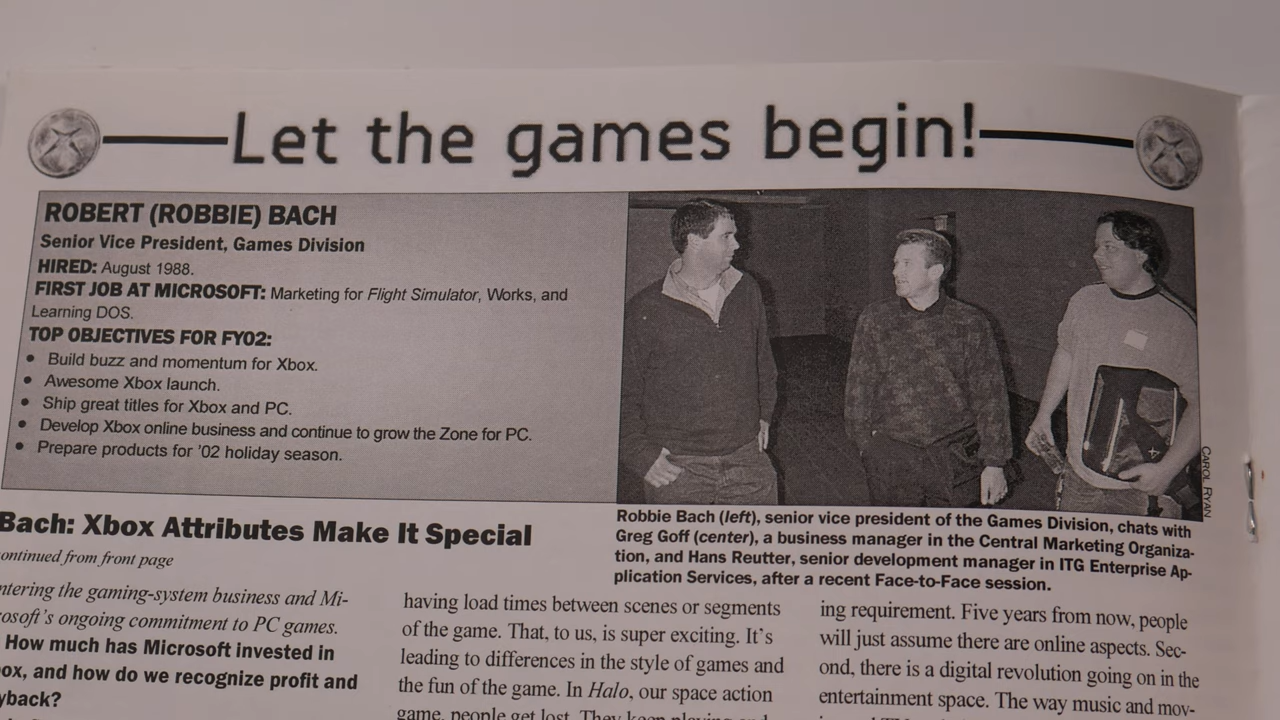 Let the games begin!
ROBERT (ROBBIE) BACH
Senior Vice President, Games Division
HIRED: August 1988.
FIRST JOB AT MICROSOFT: Marketing for Flight Simulator, Works, and
Learning DOS.
TOP OBJECTIVES FOR FY02:
• Build buzz and momentum for Xbox.
• Awesome Xbox launch.
• Ship great titles for Xbox and PC.
• Develop Xbox online business and continue to grow the Zone for PC.
• Prepare products for '02 holiday season.
CAROL RYAN
Robbie Bach (left), senior vice president of the Games Division, chats with
Greg Goff (center), a business manager in the Central Marketing Organiza-
tion, and Hans Reutter, senior development manager in ITG Enterprise Ap-
plication Services, after a recent Face-to-Face session.
Bach: Xbox Attributes Make It Special
ontinued from front page
ntering the gaming-system business and Mi-
rosoft's ongoing commitment to PC games.
How much has Microsoft invested in
ox, and how do we recognize profit and
yback?
having load times between scenes or segments
of the game. That, to us, is super exciting. It's
leading to differences in the style of games and
the fun of the game. In Halo, our space action
game, people get lost. They keep playing and
ing requirement. Five years from now, people
will just assume there are online aspects. Sec-
ond, there is a digital revolution going on in the
entertainment space. The way music and mov-